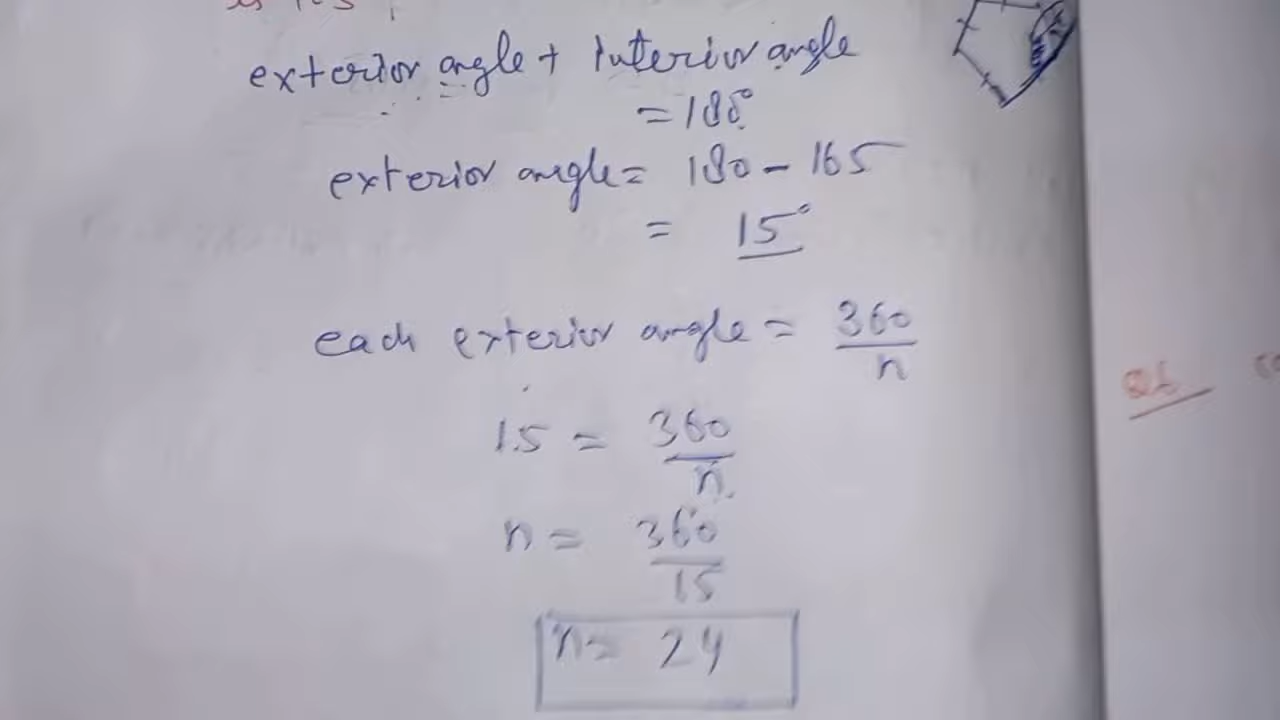 exterior angle + interior angle
= 180°
exterior angle = 180 - 165
= 15°
each exterior angle = 360/n
15 = 360/n
n = 360/15
n = 24